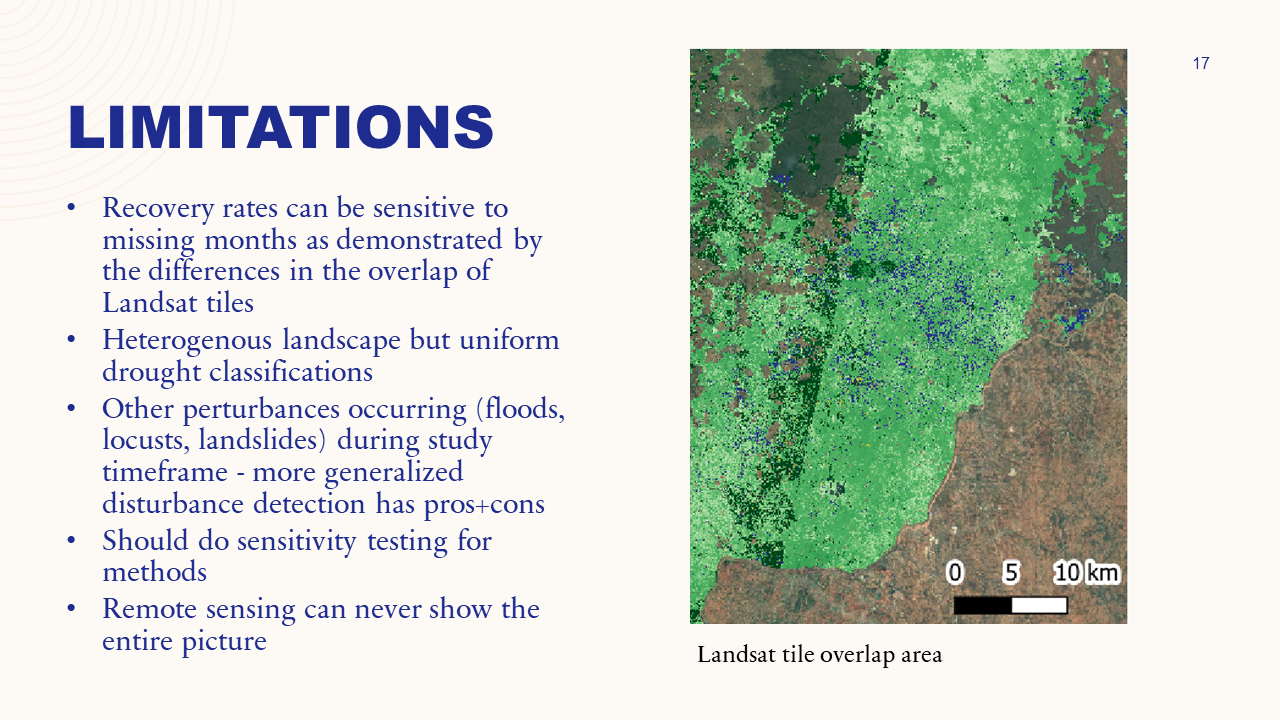 17
LIMITATIONS
• Recovery rates can be sensitive to
missing months as demonstrated by
the differences in the overlap of
Landsat tiles
• Heterogenous landscape but uniform
drought classifications
• Other perturbances occurring (floods,
locusts, landslides) during study
timeframe - more generalized
disturbance detection has pros+cons
• Should do sensitivity testing for
methods
• Remote sensing can never show the
entire picture
0 5 10 km
Landsat tile overlap area